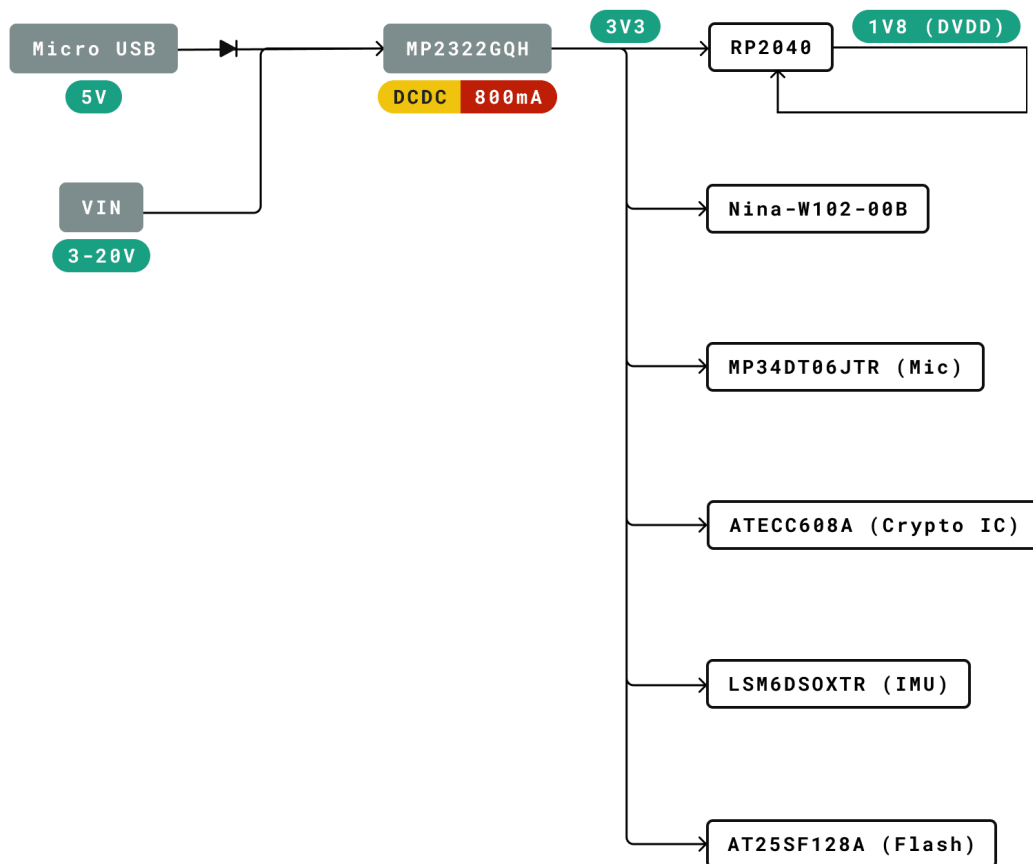 Micro USB
5V
VIN
3-20V
MP2322GQH
DCDC 800mA
3V3
RP2040
1V8 (DVDD)
Nina-W102-00B
MP34DT06JTR (Mic)
ATECC608A (Crypto IC)
LSM6DSOXTR (IMU)
AT25SF128A (Flash)